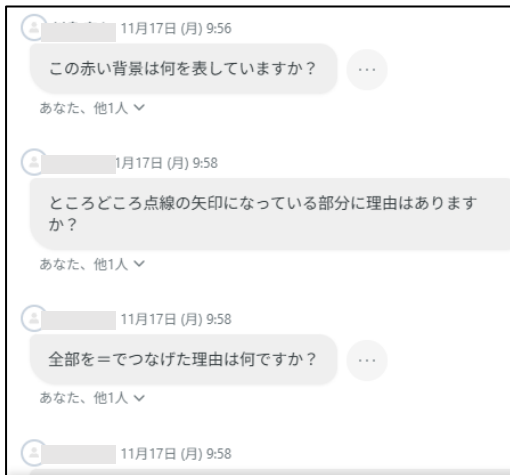 11月17日 (月) 9:56
この赤い背景は何を表していますか？
あなた、他1人
1月17日 (月) 9:58
ところどころ点線の矢印になっている部分に理由はあります
か？
あなた、他1人
11月17日 (月) 9:58
全部を＝でつなげた理由は何ですか？
あなた、他1人
11月17日 (月) 9:58